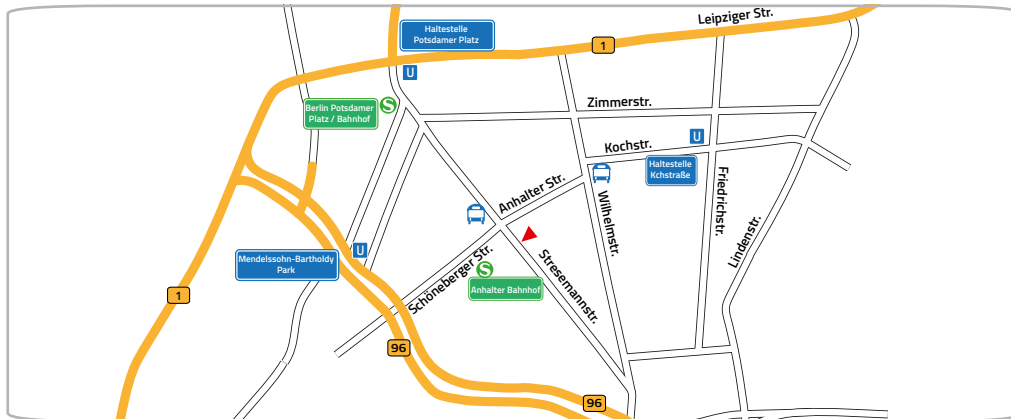 Leipziger Str.
Haltestelle
Potsdamer Platz
1
U
Berlin Potsdamer
Platz / Bahnhof
S
Zimmerstr.
U
Kochstr.
Haltestelle
Kchstraße
Anhalter Str.
Friedrichstr.
Wilhelmstr.
Lindenstr.
U
Mendelssohn-Bartholdy
Park
Schöneberger Str.
S
Anhalter Bahnhof
Stresemannstr.
1
96
96